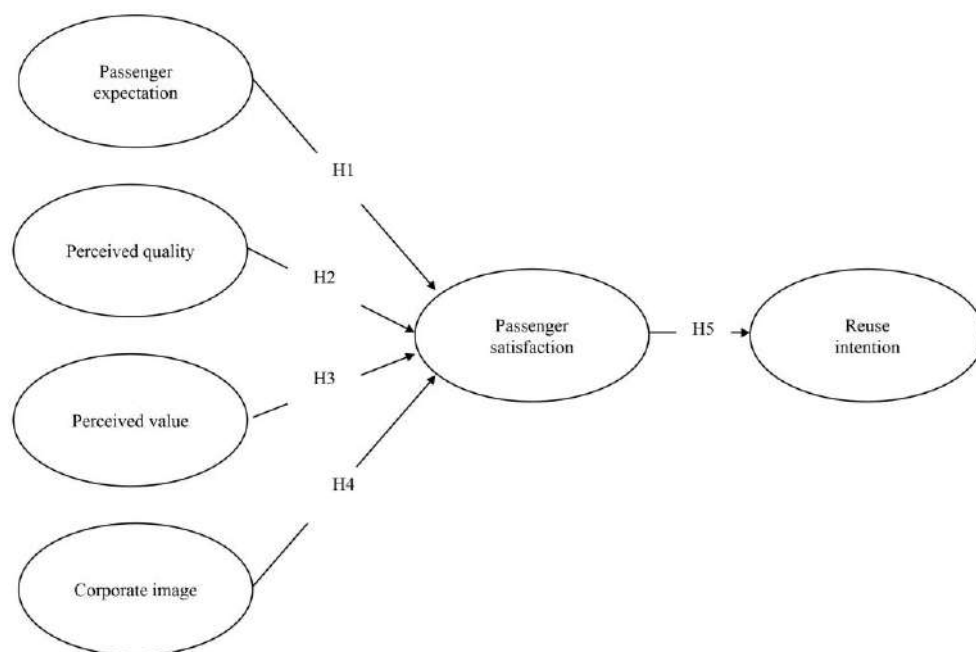 Passenger
expectation
H1
Perceived quality
H2
Passenger
satisfaction
H5
Reuse
intention
H3
Perceived value
H4
Corporate image